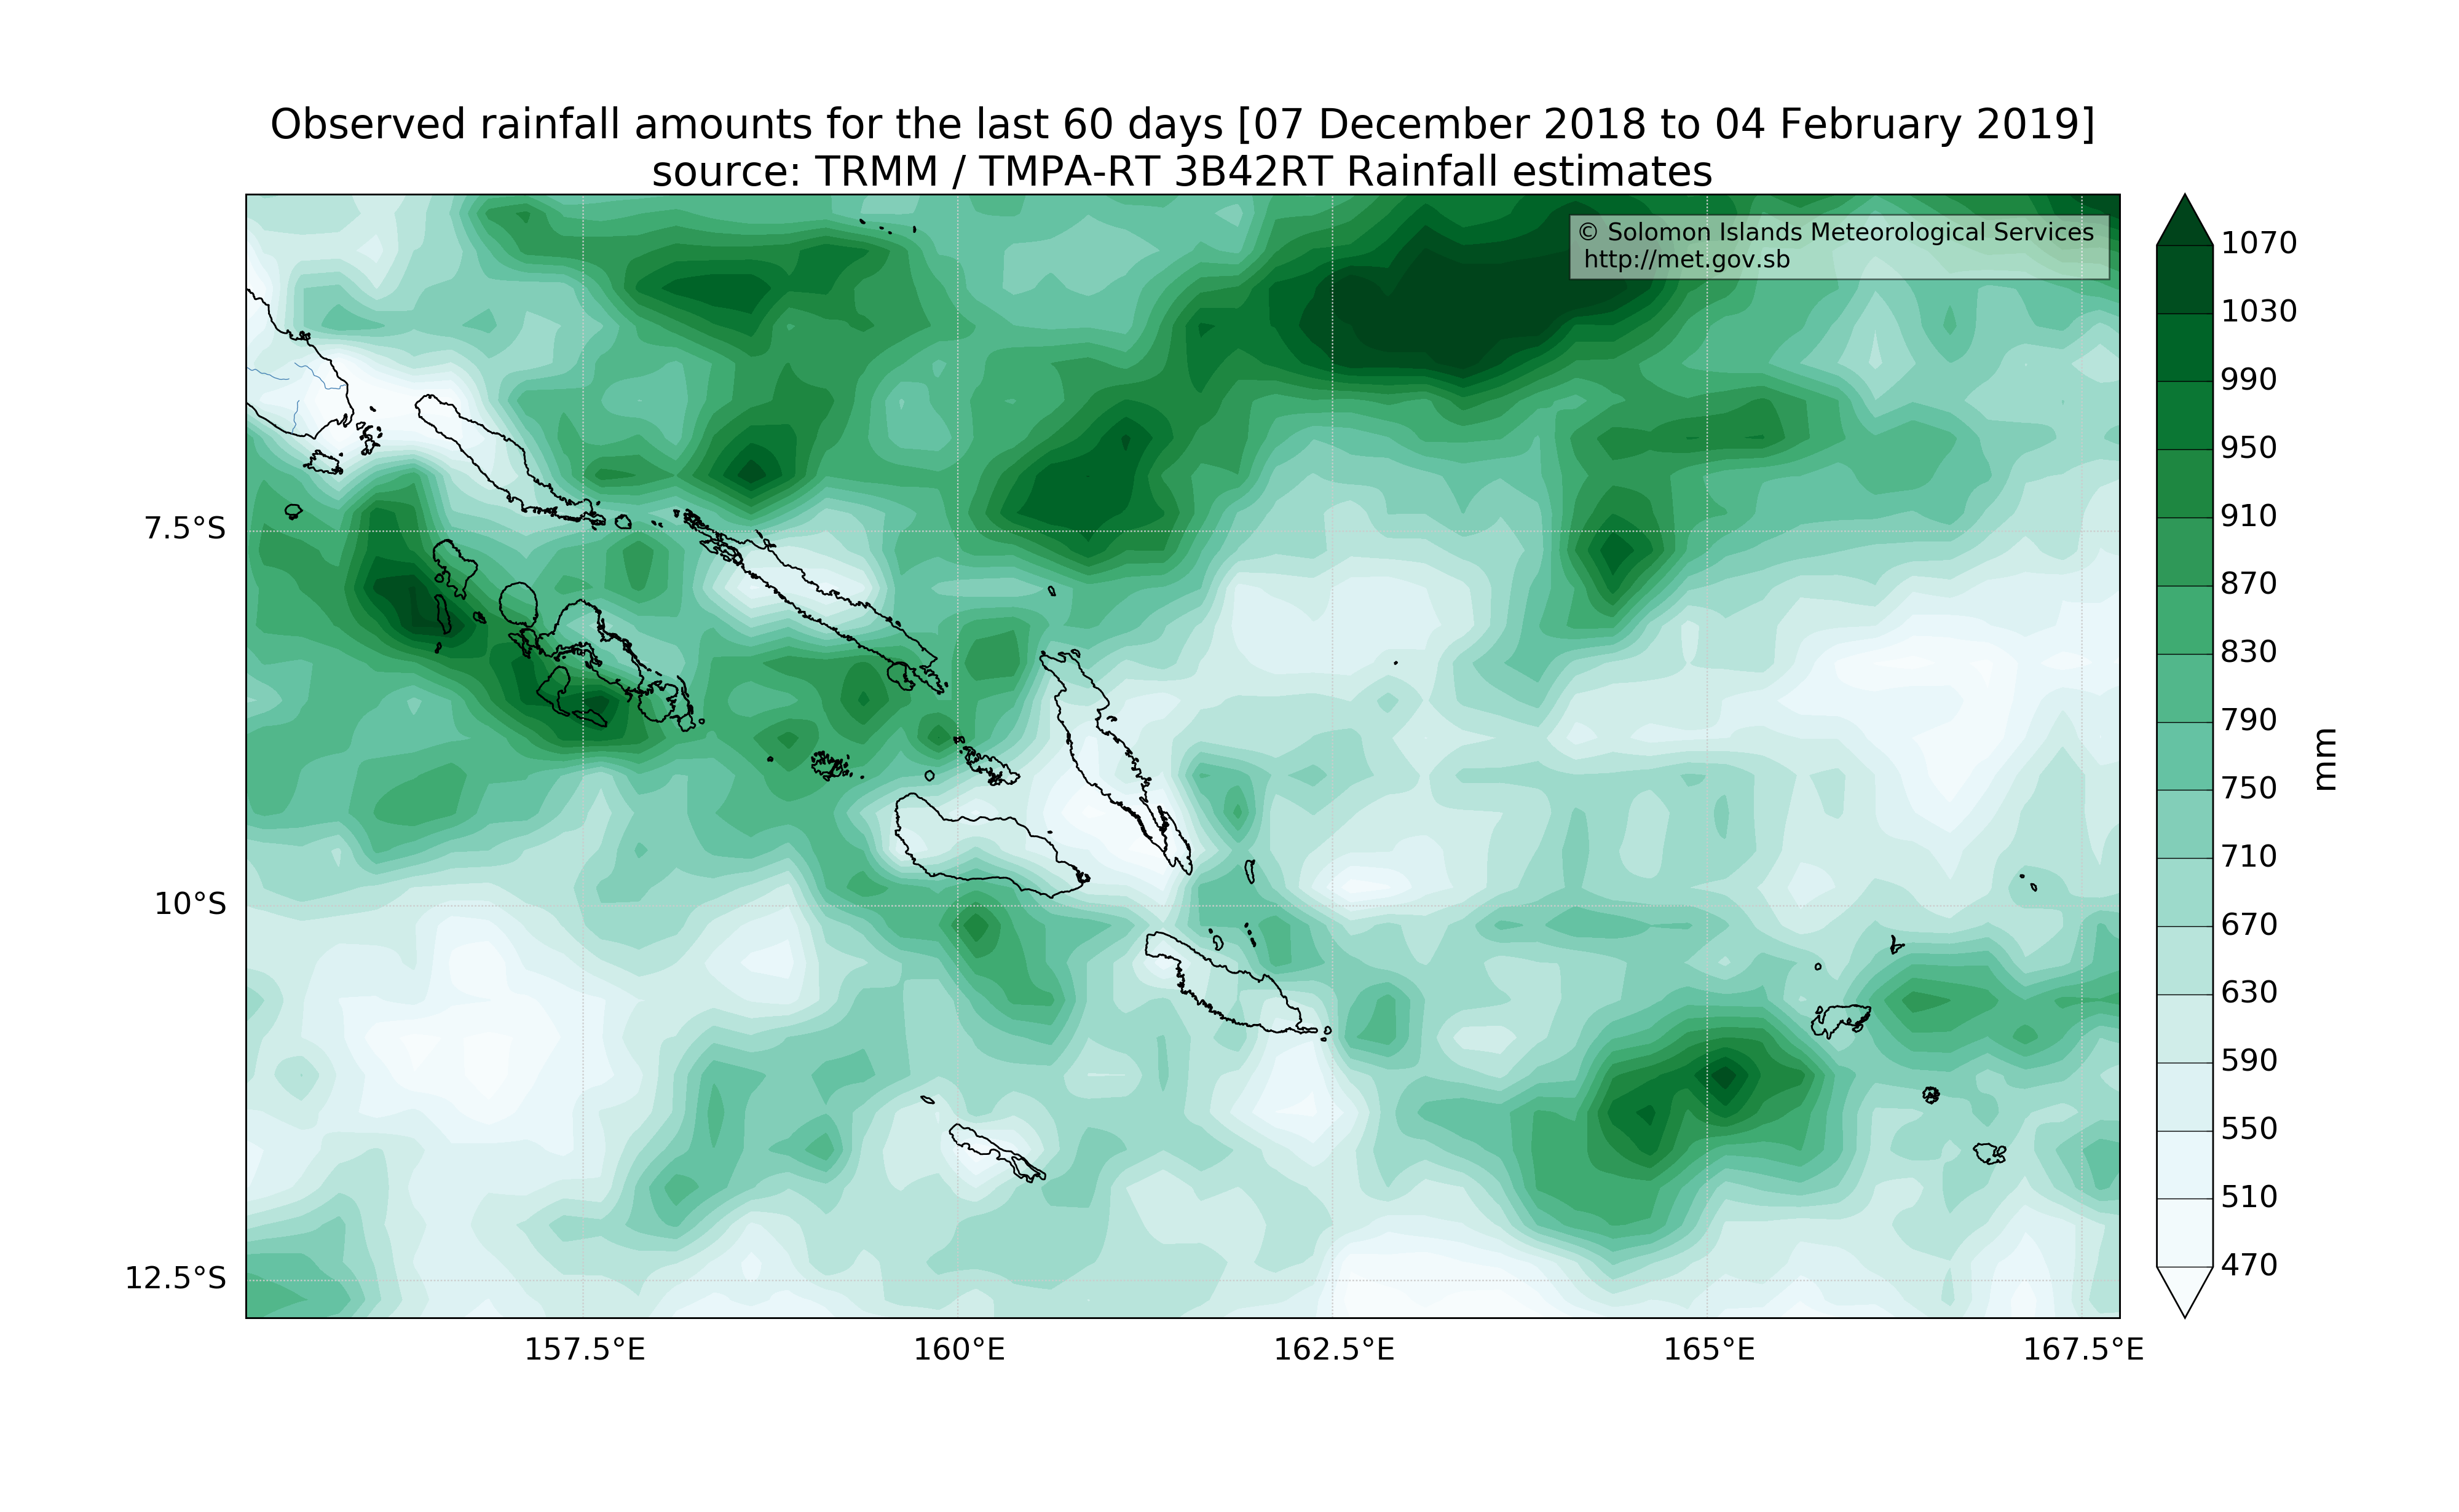 Observed rainfall amounts for the last 60 days [07 December 2018 to 04 February 2019]
source: TRMM / TMPA-RT 3B42RT Rainfall estimates
© Solomon Islands Meteorological Services
http://met.gov.sb
7.5°S
10°S
12.5°S
157.5°E
160°E
162.5°E
165°E
167.5°E
1070
1030
990
950
910
870
830
790
750
710
670
630
590
550
510
470
mm